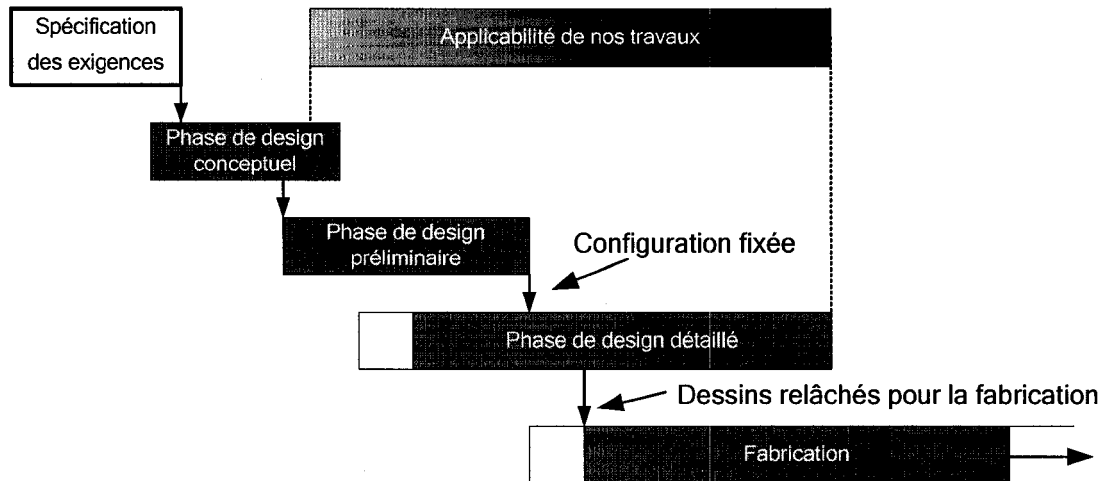 Spécification
des exigences
Applicabilité de nos travaux
Phase de design
conceptuel
Phase de design
préliminaire
Configuration fixée
Phase de design détaillé
Dessins relâchés pour la fabrication
Fabrication